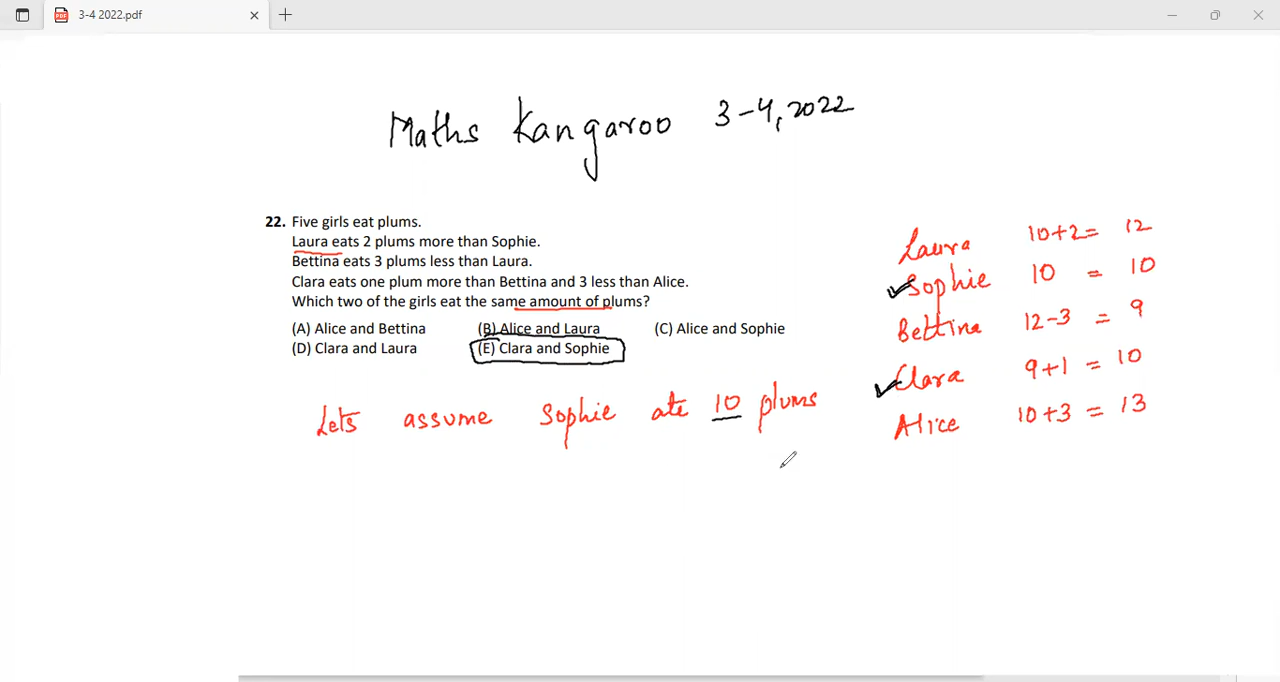 3-4 2022.pdf
Maths Kangaroo 3-4, 2022
22. Five girls eat plums.
Laura eats 2 plums more than Sophie.
Bettina eats 3 plums less than Laura.
Clara eats one plum more than Bettina and 3 less than Alice.
Which two of the girls eat the same amount of plums?
(A) Alice and Bettina (B) Alice and Laura (C) Alice and Sophie
(D) Clara and Laura (E) Clara and Sophie
Lets assume Sophie ate 10 plums
Laura 10+2= 12
Sophie 10 = 10
Bettina 12-3 = 9
Clara 9+1 = 10
Alice 10+3 = 13